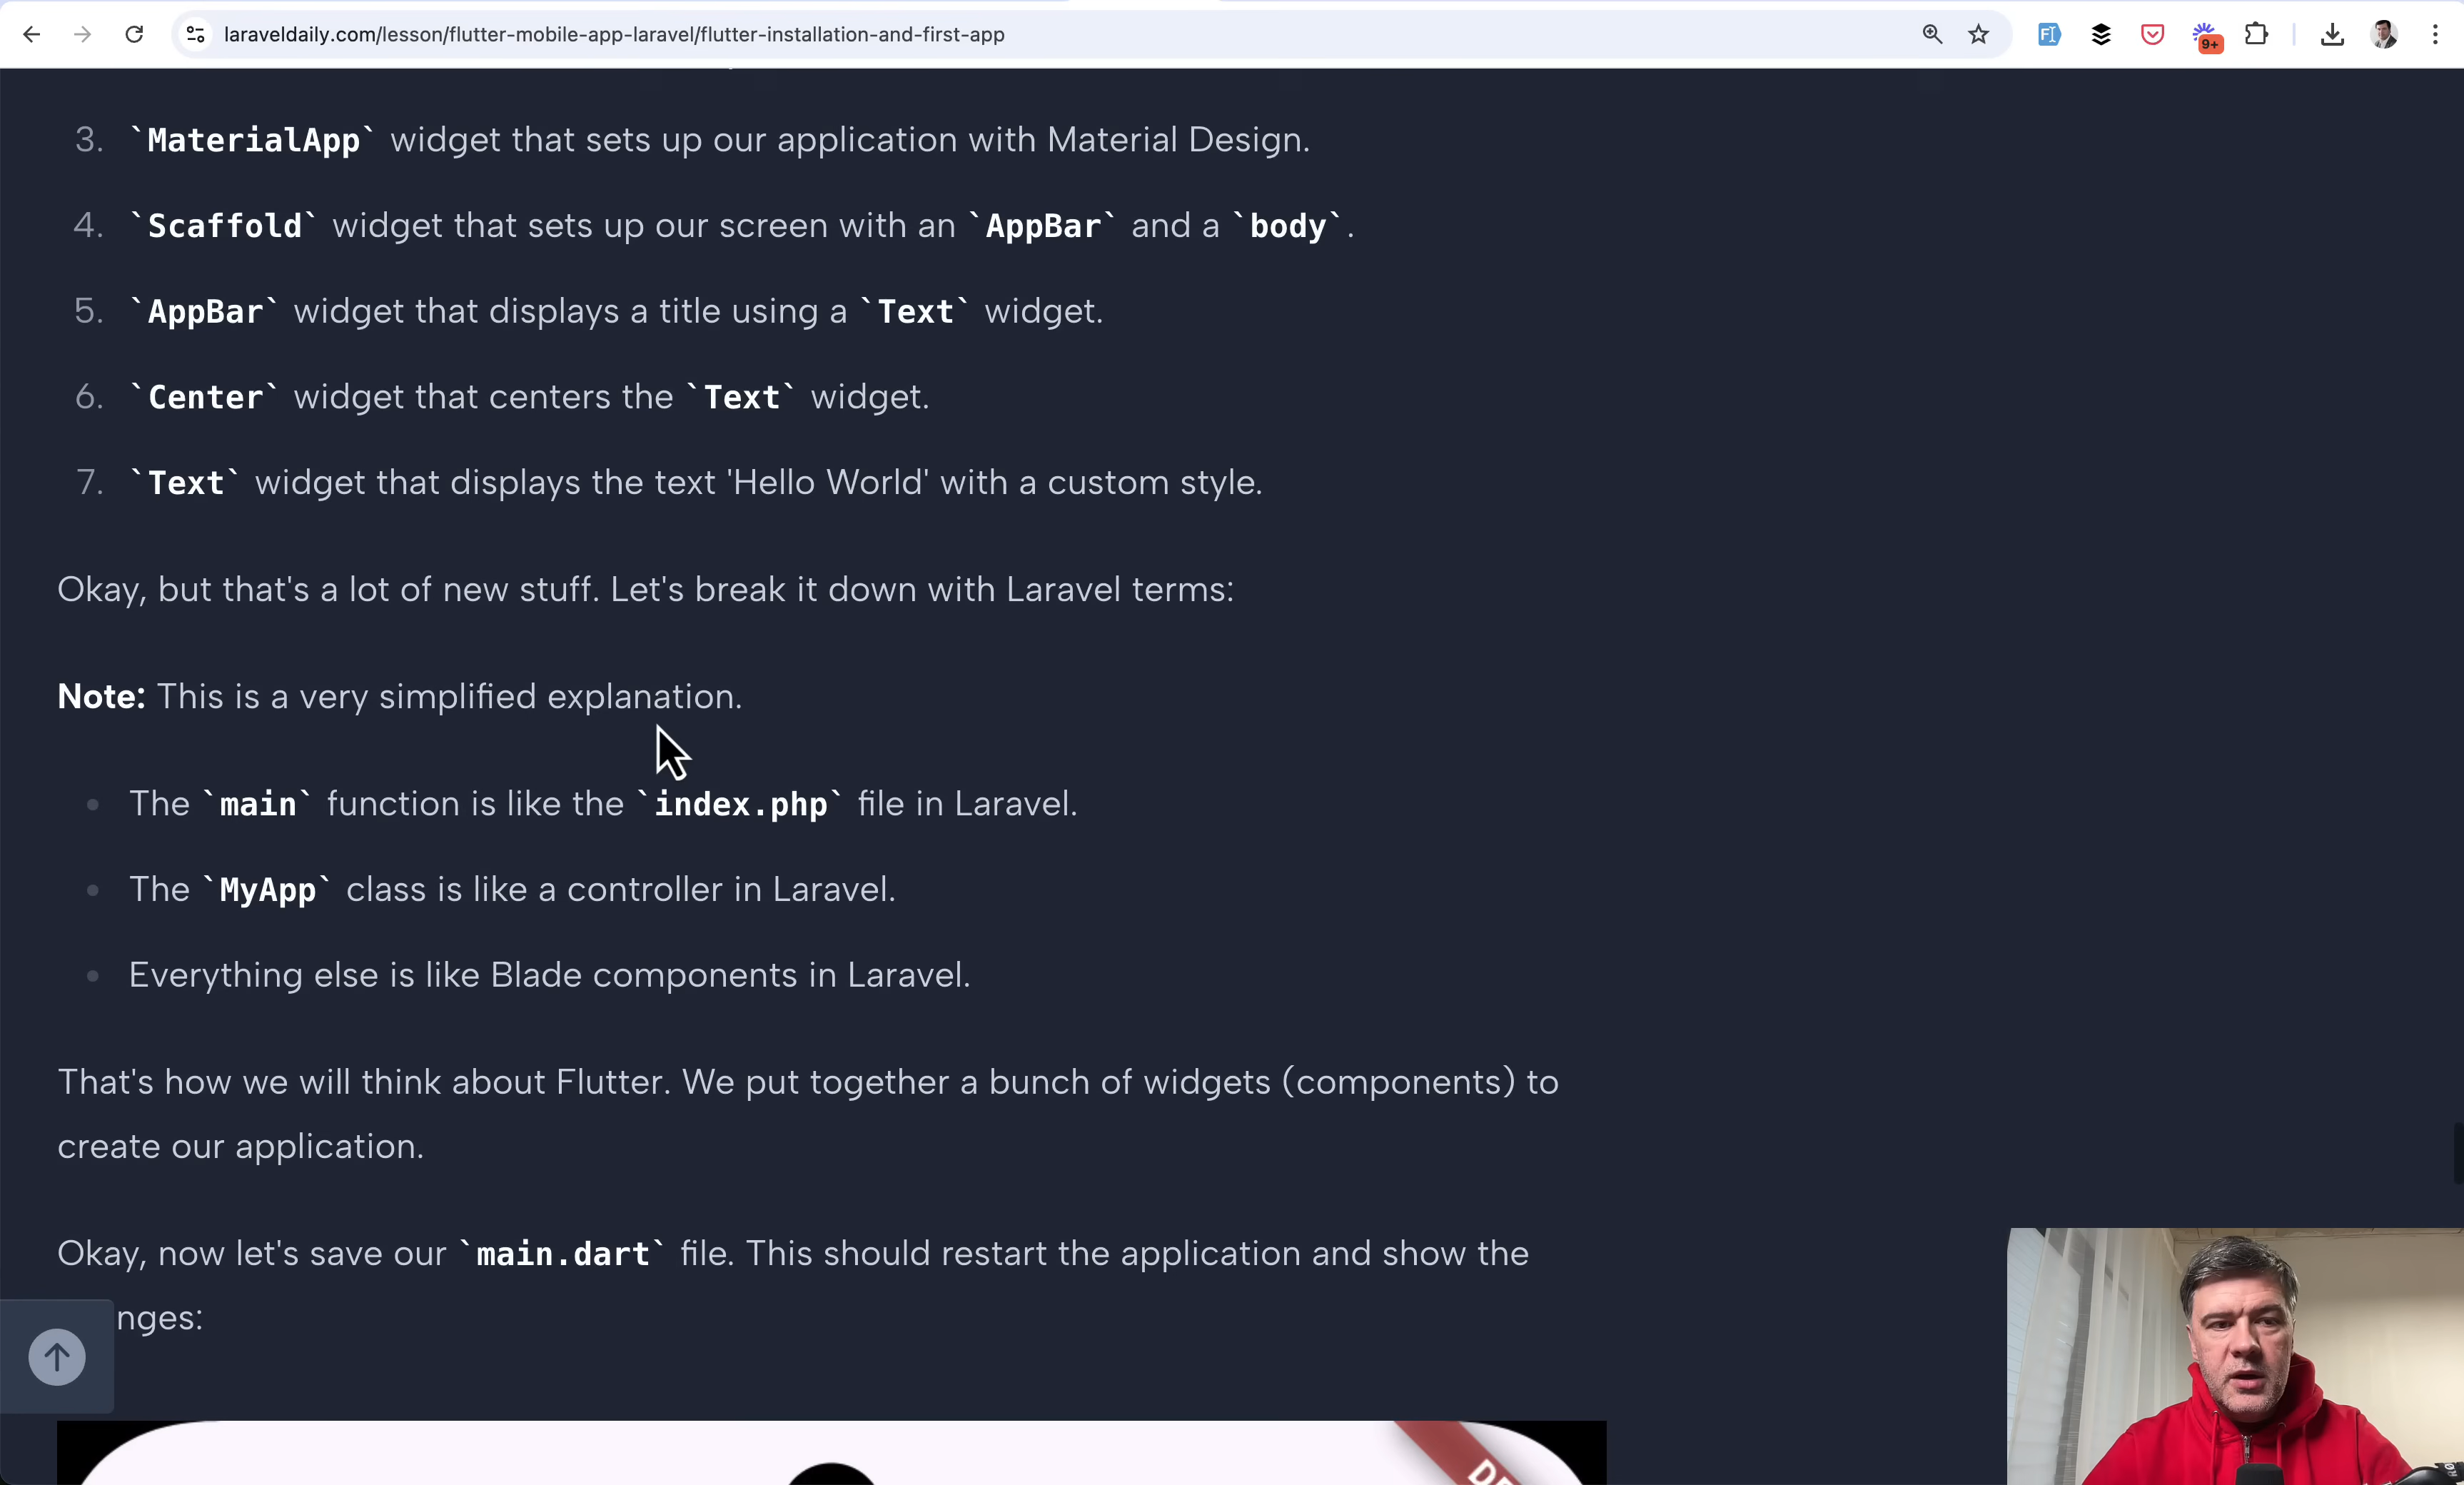 laraveldaily.com/lesson/flutter-mobile-app-laravel/flutter-installation-and-first-app
9+
3. `MaterialApp` widget that sets up our application with Material Design.
4. `Scaffold` widget that sets up our screen with an `AppBar` and a `body`.
5. `AppBar` widget that displays a title using a `Text` widget.
6. `Center` widget that centers the `Text` widget.
7. `Text` widget that displays the text 'Hello World' with a custom style.
Okay, but that's a lot of new stuff. Let's break it down with Laravel terms:
Note: This is a very simplified explanation.
• The `main` function is like the `index.php` file in Laravel.
• The `MyApp` class is like a controller in Laravel.
• Everything else is like Blade components in Laravel.
That's how we will think about Flutter. We put together a bunch of widgets (components) to
create our application.
Okay, now let's save our `main.dart` file. This should restart the application and show the
nges: